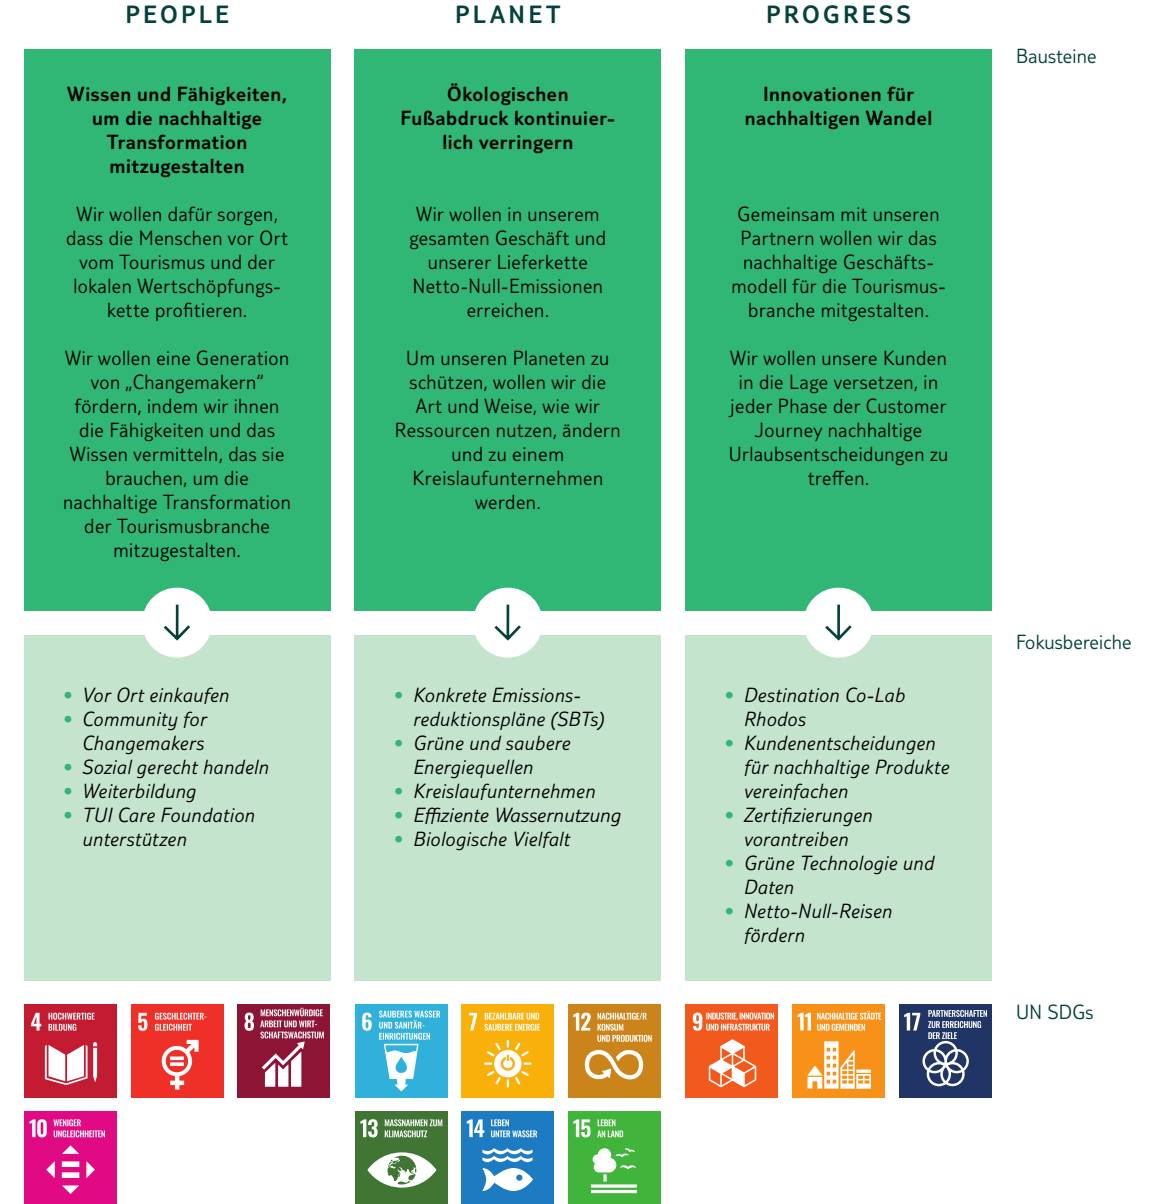 PEOPLE
Wissen und Fähigkeiten,
um die nachhaltige
Transformation
mitzugestalten
Wir wollen dafür sorgen,
dass die Menschen vor Ort
vom Tourismus und der
lokalen Wertschöpfungs-
kette profitieren.
Wir wollen eine Generation
von „Changemakern“
fördern, indem wir ihnen
die Fähigkeiten und das
Wissen vermitteln, das sie
brauchen, um die
nachhaltige Transformation
der Tourismusbranche
mitzugestalten.
PLANET
Ökologischen
Fußabdruck kontinuier-
lich verringern
Wir wollen in unserem
gesamten Geschäft und
unserer Lieferkette
Netto-Null-Emissionen
erreichen.
Um unseren Planeten zu
schützen, wollen wir die
Art und Weise, wie wir
Ressourcen nutzen, ändern
und zu einem
Kreislaufunternehmen
werden.
PROGRESS
Innovationen für
nachhaltigen Wandel
Gemeinsam mit unseren
Partnern wollen wir das
nachhaltige Geschäfts-
modell für die Tourismus-
branche mitgestalten.
Wir wollen unsere Kunden
in die Lage versetzen, in
jeder Phase der Customer
Journey nachhaltige
Urlaubsentscheidungen zu
treffen.
Bausteine
• Vor Ort einkaufen
• Community for
Changemakers
• Sozial gerecht handeln
• Weiterbildung
• TUI Care Foundation
unterstützen
• Konkrete Emissions-
reduktionspläne (SBTs)
• Grüne und saubere
Energiequellen
• Kreislaufunternehmen
• Effiziente Wassernutzung
• Biologische Vielfalt
• Destination Co-Lab
Rhodos
• Kundenentscheidungen
für nachhaltige Produkte
vereinfachen
• Zertifizierungen
vorantreiben
• Grüne Technologie und
Daten
• Netto-Null-Reisen
fördern
Fokusbereiche
4 HOCHWERTIGE
BILDUNG
5 GESCHLECHTER-
GLEICHHEIT
8 MENSCHENWÜRDIGE
ARBEIT UND WIRT-
SCHAFTSWACHSTUM
10 WENIGER
UNGLEICHHEITEN
6 SAUBERES WASSER
UND SANITÄR-
EINRICHTUNGEN
7 BEZAHLBARE UND
SAUBERE ENERGIE
12 NACHHALTIGE/R
KONSUM
UND PRODUKTION
13 MASSNAHMEN ZUM
KLIMASCHUTZ
14 LEBEN
UNTER WASSER
15 LEBEN
AN LAND
9 INDUSTRIE, INNOVATION
UND INFRASTRUKTUR
11 NACHHALTIGE STÄDTE
UND GEMEINDEN
17 PARTNERSCHAFTEN
ZUR ERREICHUNG
DER ZIELE
UN SDGs